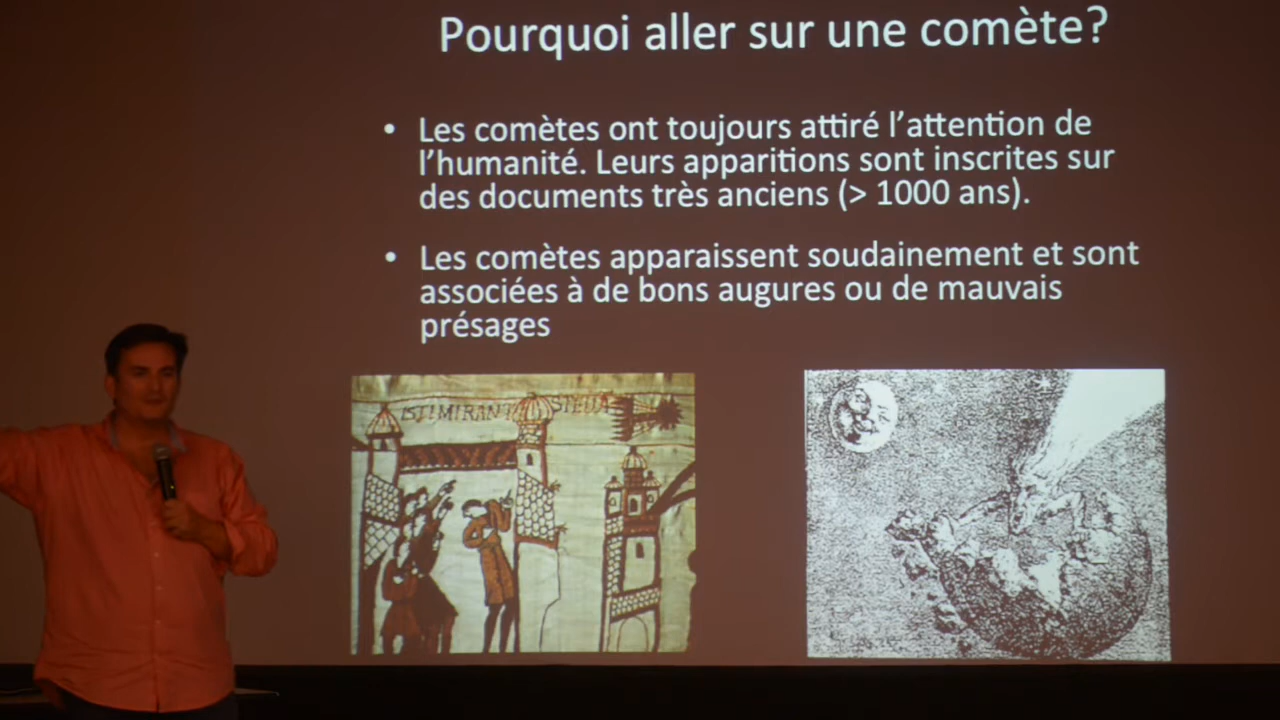 Pourquoi aller sur une comète?
• Les comètes ont toujours attiré l'attention de
l'humanité. Leurs apparitions sont inscrites sur
des documents très anciens (> 1000 ans).
• Les comètes apparaissent soudainement et sont
associées à de bons augures ou de mauvais
présages
ISTI MIRANT STELLA